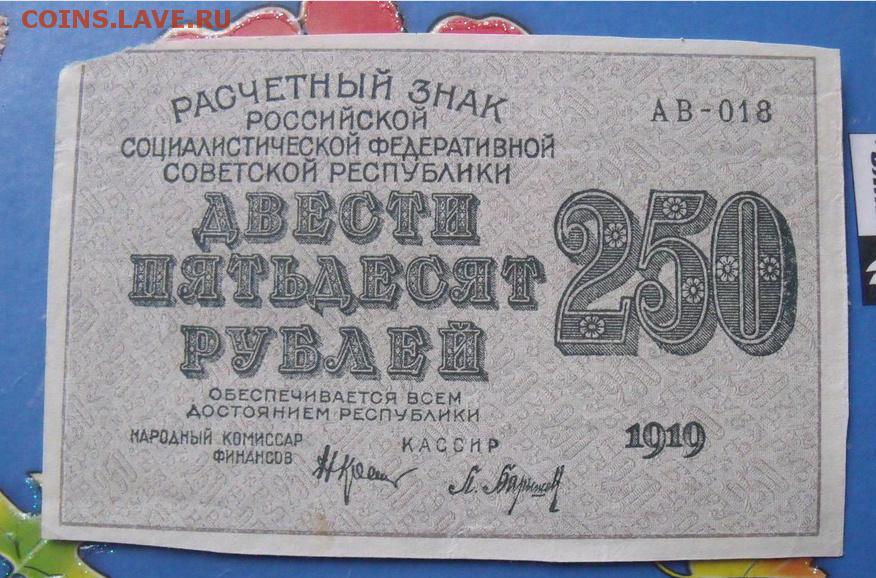 COINS.LAVE.RU
РАСЧЕТНЫЙ ЗНАК
РОССИЙСКОЙ
СОЦИАЛИСТИЧЕСКОЙ ФЕДЕРАТИВНОЙ
СОВЕТСКОЙ РЕСПУБЛИКИ
АВ-018
ДВЕСТИ
ПЯТЬДЕСЯТ
РУБЛЕЙ
250
ОБЕСПЕЧИВАЕТСЯ ВСЕМ
ДОСТОЯНИЕМ РЕСПУБЛИКИ
НАРОДНЫЙ КОМИССАР
ФИНАНСОВ
КАССИР
1919